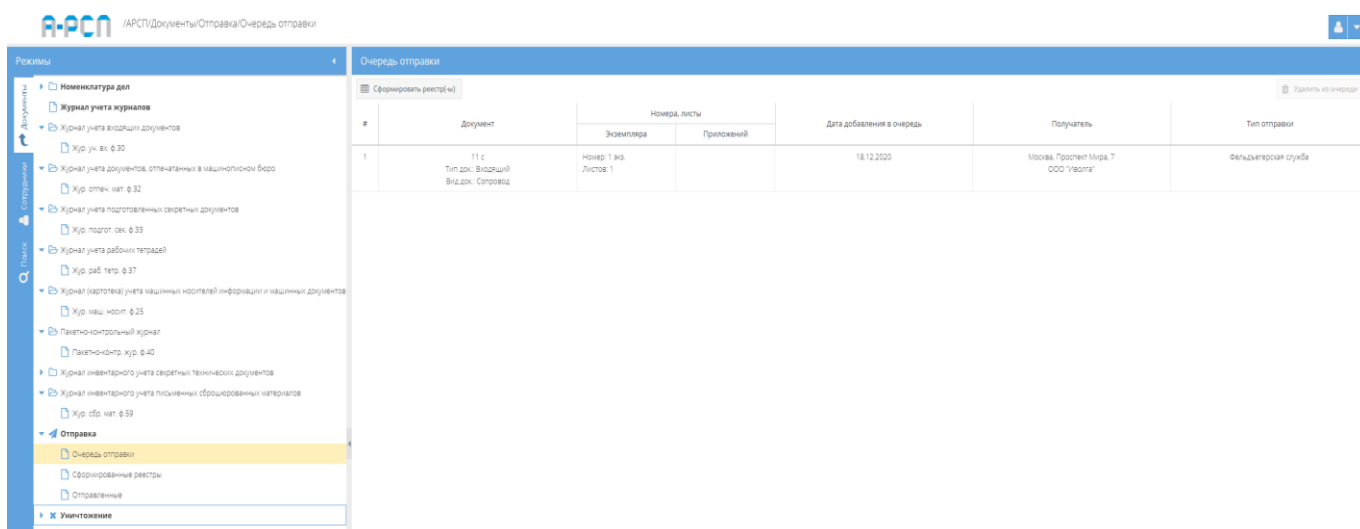 А-РСП
/АРСП/Документы/Отправка/Очередь отправки
Режимы
Документы
Сотрудники
Поиск
Номенклатура дел
Журнал учета журналов
Журнал учета входящих документов
Жур. уч. вх. ф.30
Журнал учета документов, отпечатанных в машинописном бюро
Жур. отпеч. мат. ф.32
Журнал учета подготовленных секретных документов
Жур. подгот. сек. ф.33
Журнал учета рабочих тетрадей
Жур. раб. тетр. ф.37
Журнал (картотека) учета машинных носителей информации и машинных документов
Жур. маш. носит. ф.25
Пакетно-контрольный журнал
Пакетно-контр. жур. ф.40
Журнал инвентарного учета секретных технических документов
Журнал инвентарного учета письменных сброшюрованных материалов
Жур. сбр. мат. ф.59
Отправка
Очередь отправки
Сформированные реестры
Отправленные
Уничтожение
Очередь отправки
Сформировать реестр(-ы)
Удалить из очереди
# Документ Номера, листы Дата добавления в очередь Получатель Тип отправки
Экземпляра Приложений
1 11 с Номер: 1 экз. 18.12.2020 Москва, Проспект Мира, 7 Фельдъегерская служба
Тип док.: Входящий Листов: 1 ООО "Иволга"
Вид док.: Сопровод